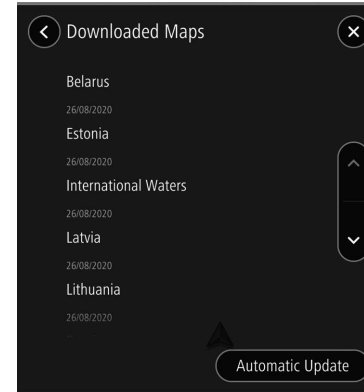 Downloaded Maps
Belarus
26/08/2020
Estonia
26/08/2020
International Waters
26/08/2020
Latvia
26/08/2020
Lithuania
26/08/2020
Automatic Update